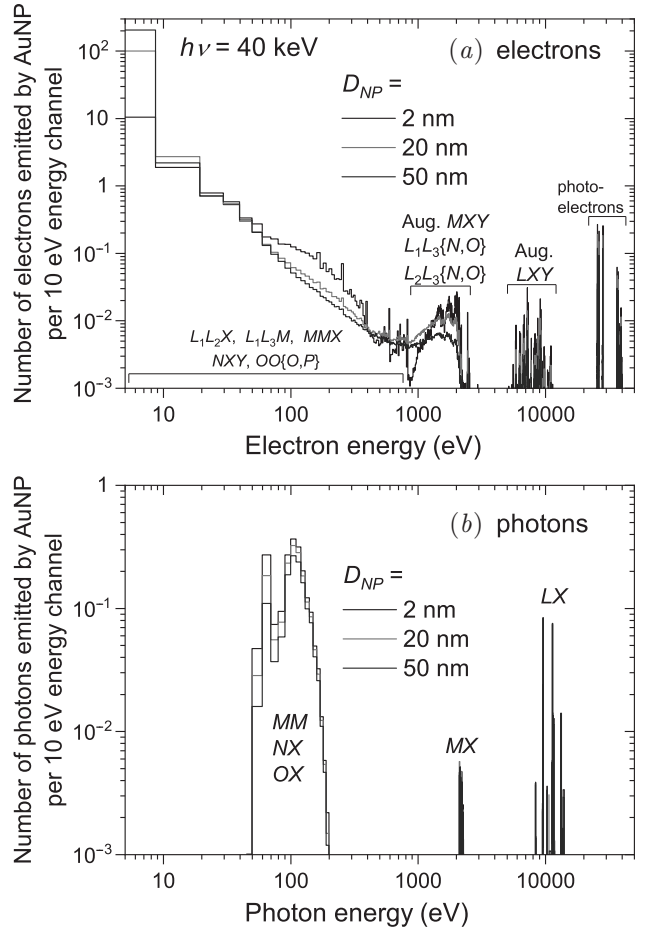 Number of electrons emitted by AuNP
per 10 eV energy channel
hν = 40 keV
(a) electrons
D_NP =
2 nm
20 nm
50 nm
10²
10
1
10⁻¹
10⁻²
10⁻³
photo-
electrons
Aug. MXY
L₁L₃{N,O}
L₂L₃{N,O}
Aug.
LXY
L₁L₂X, L₁L₃M, MMX
NXY, OO{O,P}
10 100 1000 10000
Electron energy (eV)
Number of photons emitted by AuNP
per 10 eV energy channel
(b) photons
D_NP =
2 nm
20 nm
50 nm
1
10⁻¹
10⁻²
10⁻³
LX
MM
NX
OX
MX
10 100 1000 10000
Photon energy (eV)